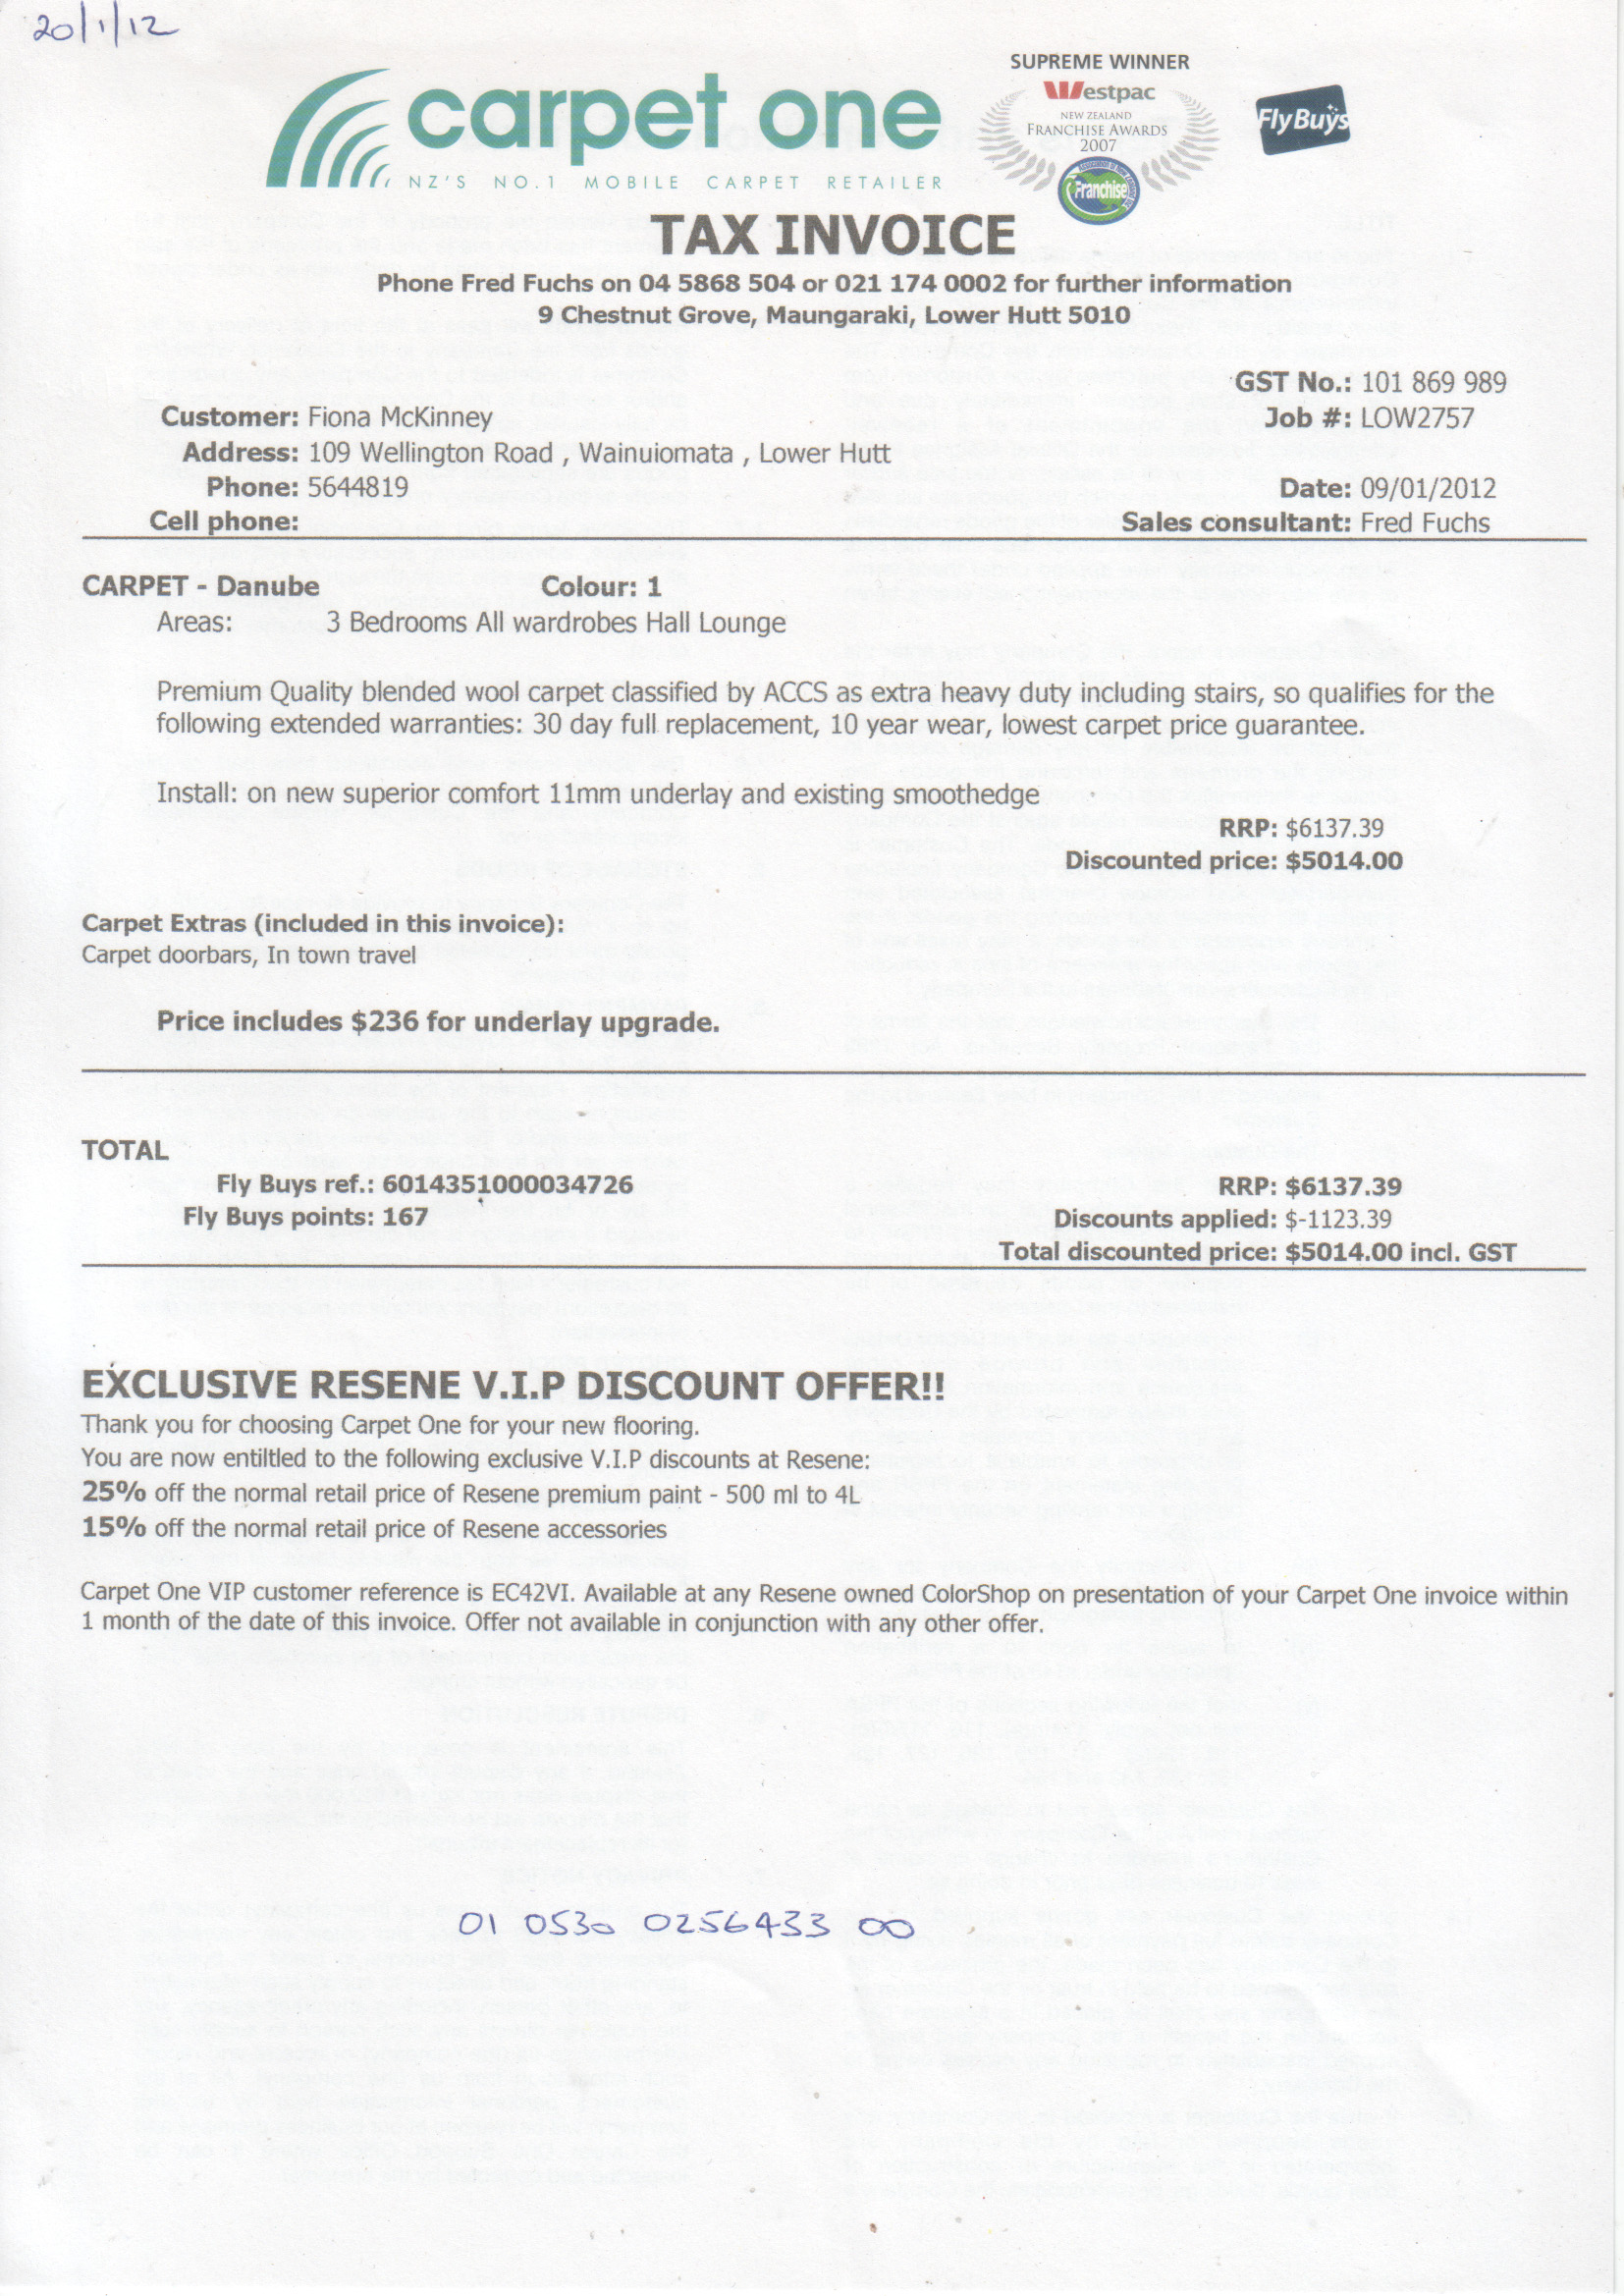 20/1/12
SUPREME WINNER
Westpac
NEW ZEALAND
FRANCHISE AWARDS
2007
Franchise
FlyBuys
carpet one
NZ'S NO.1 MOBILE CARPET RETAILER
TAX INVOICE
Phone Fred Fuchs on 04 5868 504 or 021 174 0002 for further information
9 Chestnut Grove, Maungaraki, Lower Hutt 5010
GST No.: 101 869 989
Customer: Fiona McKinney
Job #: LOW2757
Address: 109 Wellington Road , Wainuiomata , Lower Hutt
Phone: 5644819
Date: 09/01/2012
Cell phone:
Sales consultant: Fred Fuchs
CARPET - Danube Colour: 1
Areas: 3 Bedrooms All wardrobes Hall Lounge
Premium Quality blended wool carpet classified by ACCS as extra heavy duty including stairs, so qualifies for the
following extended warranties: 30 day full replacement, 10 year wear, lowest carpet price guarantee.
Install: on new superior comfort 11mm underlay and existing smoothedge
RRP: $6137.39
Discounted price: $5014.00
Carpet Extras (included in this invoice):
Carpet doorbars, In town travel
Price includes $236 for underlay upgrade.
TOTAL
Fly Buys ref.: 6014351000034726
RRP: $6137.39
Fly Buys points: 167
Discounts applied: $-1123.39
Total discounted price: $5014.00 incl. GST
EXCLUSIVE RESENE V.I.P DISCOUNT OFFER!!
Thank you for choosing Carpet One for your new flooring.
You are now entiltled to the following exclusive V.I.P discounts at Resene:
25% off the normal retail price of Resene premium paint - 500 ml to 4L
15% off the normal retail price of Resene accessories
Carpet One VIP customer reference is EC42VI. Available at any Resene owned ColorShop on presentation of your Carpet One invoice within
1 month of the date of this invoice. Offer not available in conjunction with any other offer.
01 0530 0256433 00